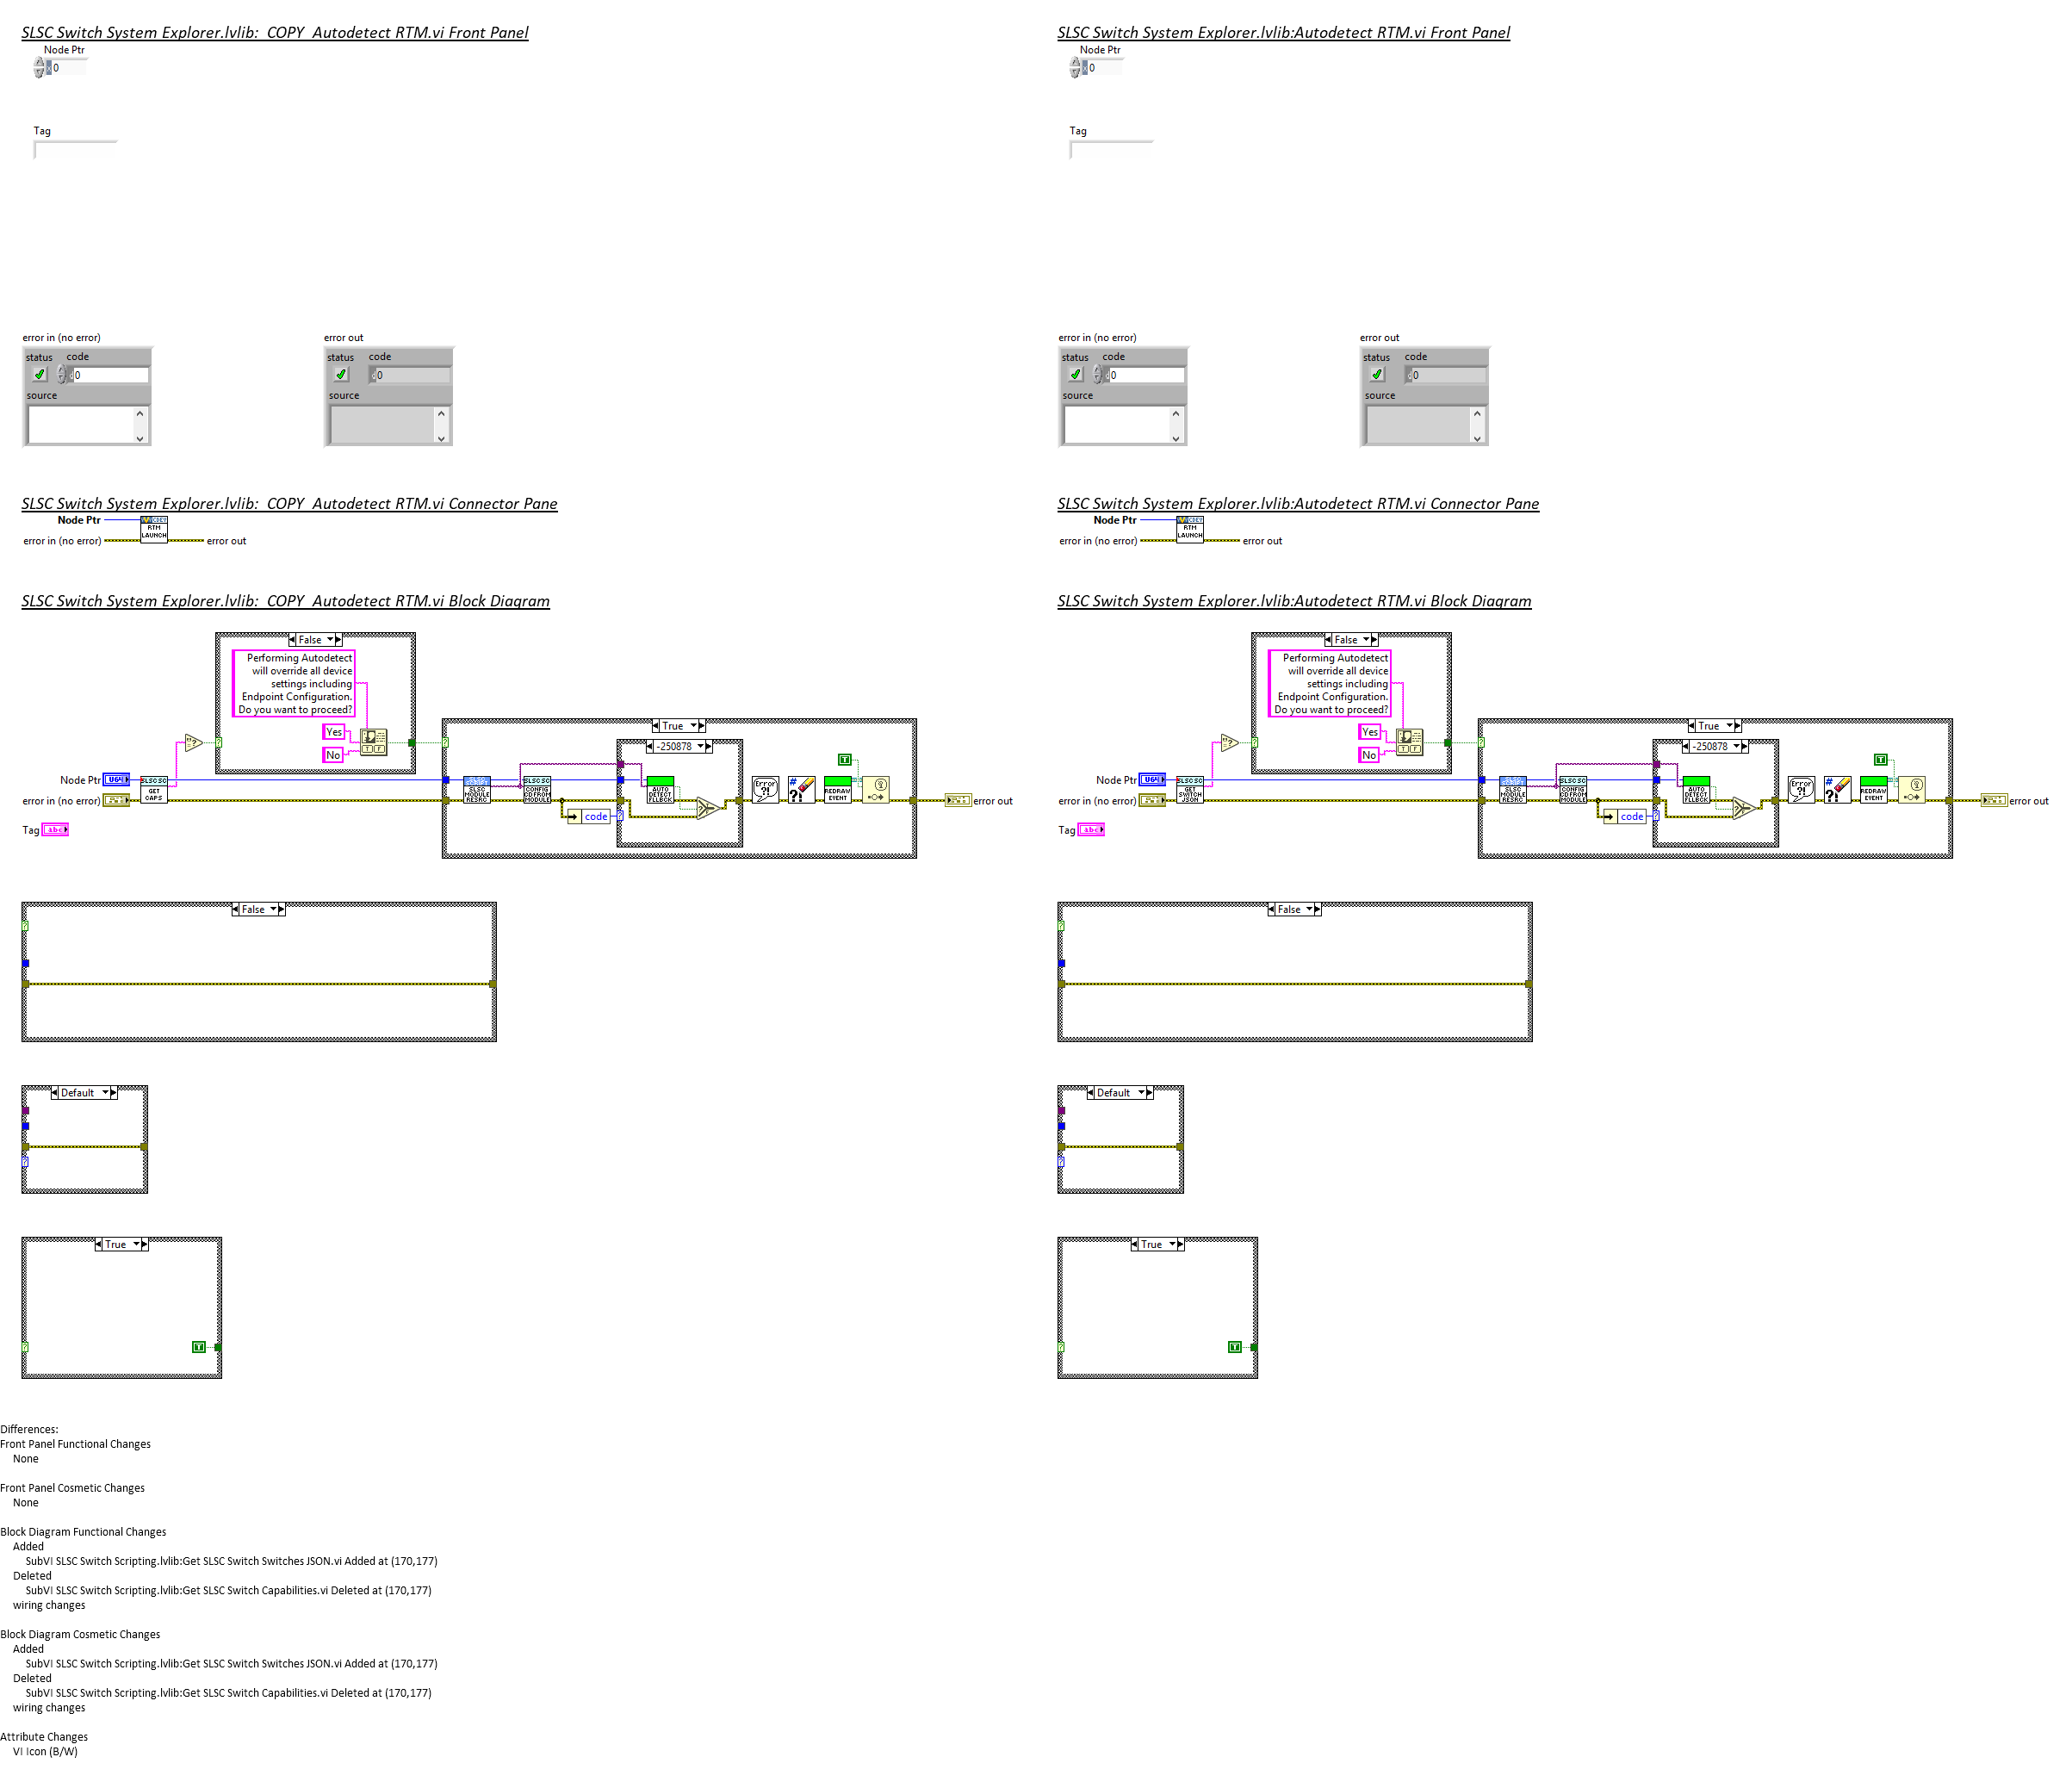 SLSC Switch System Explorer.lvlib:  COPY  Autodetect RTM.vi Front Panel
Node Ptr
x 0
Tag
error in (no error)
status code
d 0
source
error out
status code
d 0
source
SLSC Switch System Explorer.lvlib:  COPY  Autodetect RTM.vi Connector Pane
Node Ptr
RTM
LAUNCH
error in (no error)
error out
SLSC Switch System Explorer.lvlib:  COPY  Autodetect RTM.vi Block Diagram
False
Performing Autodetect
will override all device
settings including
Endpoint Configuration.
Do you want to proceed?
Yes
No
True
-250878
T
Node Ptr
U64
SLSC SC
GET
CAPS
error in (no error)
Tag
abc
SLSC
MODULE
RESRC
SLSC SC
CONFIG
CD FROM
MODULE
code
AUTO
DETECT
FLLBCK
Error
?!
#
?!
REDRAW
EVENT
error out
False
Default
True
T
SLSC Switch System Explorer.lvlib:Autodetect RTM.vi Front Panel
Node Ptr
x 0
Tag
error in (no error)
status code
d 0
source
error out
status code
d 0
source
SLSC Switch System Explorer.lvlib:Autodetect RTM.vi Connector Pane
Node Ptr
RTM
LAUNCH
error in (no error)
error out
SLSC Switch System Explorer.lvlib:Autodetect RTM.vi Block Diagram
False
Performing Autodetect
will override all device
settings including
Endpoint Configuration.
Do you want to proceed?
Yes
No
True
-250878
T
Node Ptr
U64
SLSC SC
GET
SWITCH
JSON
error in (no error)
Tag
abc
SLSC
MODULE
RESRC
SLSC SC
CONFIG
CD FROM
MODULE
code
AUTO
DETECT
FLLBCK
Error
?!
#
?!
REDRAW
EVENT
error out
False
Default
True
T
Differences:
Front Panel Functional Changes
None
Front Panel Cosmetic Changes
None
Block Diagram Functional Changes
Added
SubVI SLSC Switch Scripting.lvlib:Get SLSC Switch Switches JSON.vi Added at (170,177)
Deleted
SubVI SLSC Switch Scripting.lvlib:Get SLSC Switch Capabilities.vi Deleted at (170,177)
wiring changes
Block Diagram Cosmetic Changes
Added
SubVI SLSC Switch Scripting.lvlib:Get SLSC Switch Switches JSON.vi Added at (170,177)
Deleted
SubVI SLSC Switch Scripting.lvlib:Get SLSC Switch Capabilities.vi Deleted at (170,177)
wiring changes
Attribute Changes
VI Icon (B/W)